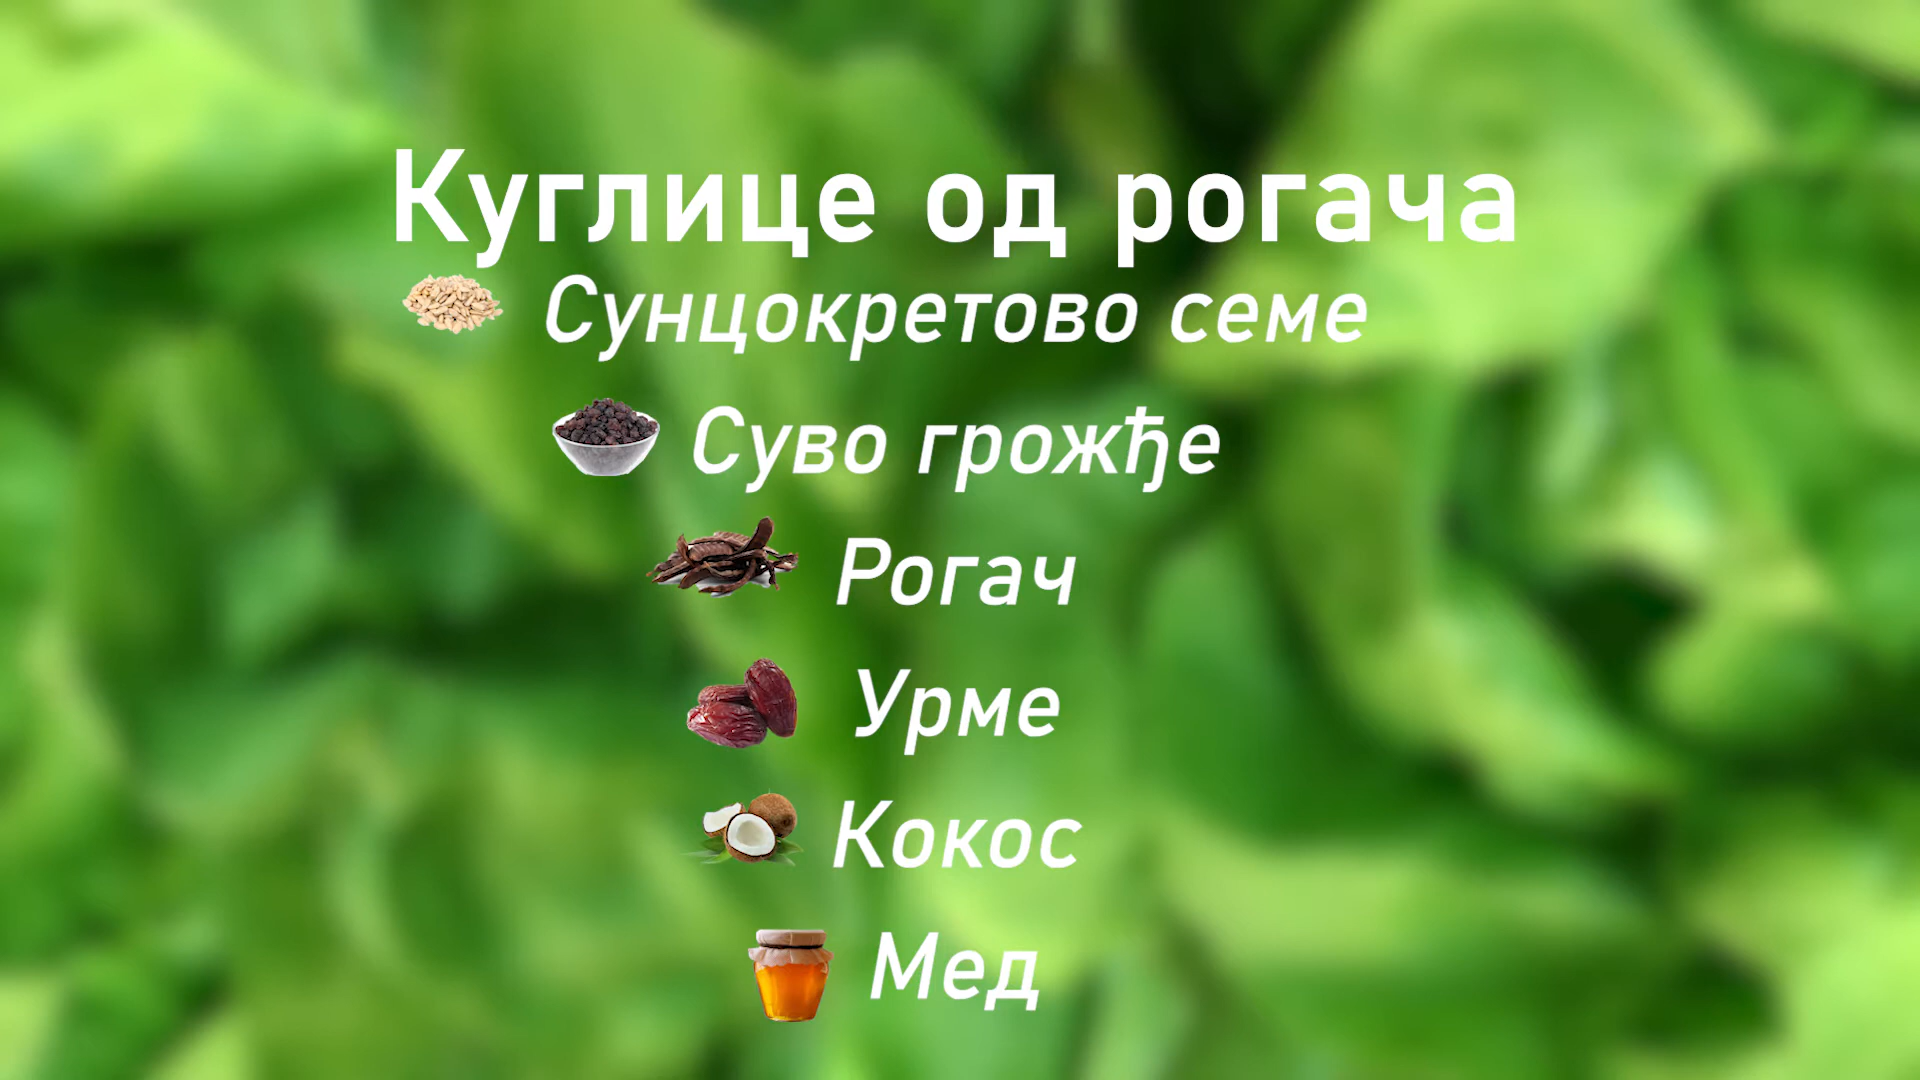 Куглице од рогача
Сунцокретово семе
Суво грожђе
Рогач
Урме
Кокос
Мед